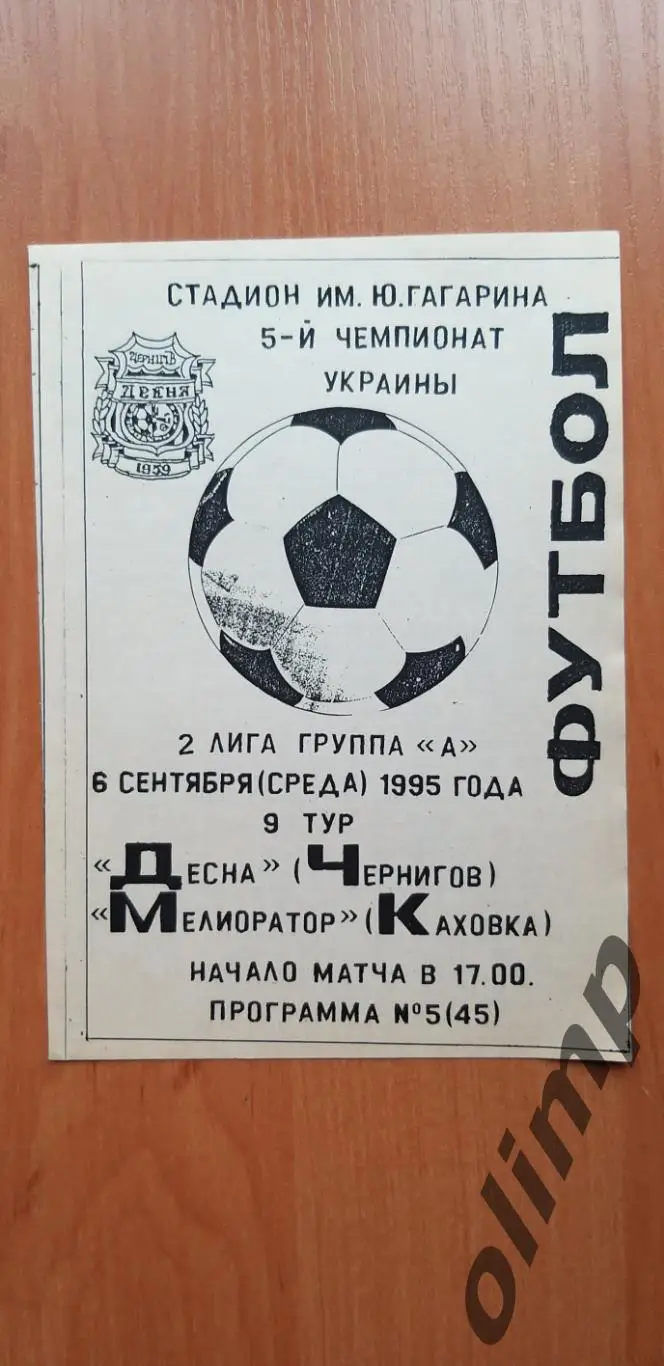 СТАДИОН ИМ. Ю.ГАГАРИНА
5-Й ЧЕМПИОНАТ
УКРАИНЫ
ЧЕРНИГІВ
ДЕСНА
1959
ФУТБОЛ
2 ЛИГА ГРУППА «А»
6 СЕНТЯБРЯ (СРЕДА) 1995 ГОДА
9 ТУР
«ДЕСНА» (ЧЕРНИГОВ)
«МЕЛИОРАТОР» (КАХОВКА)
НАЧАЛО МАТЧА В 17.00.
ПРОГРАММА №5(45)
olimp